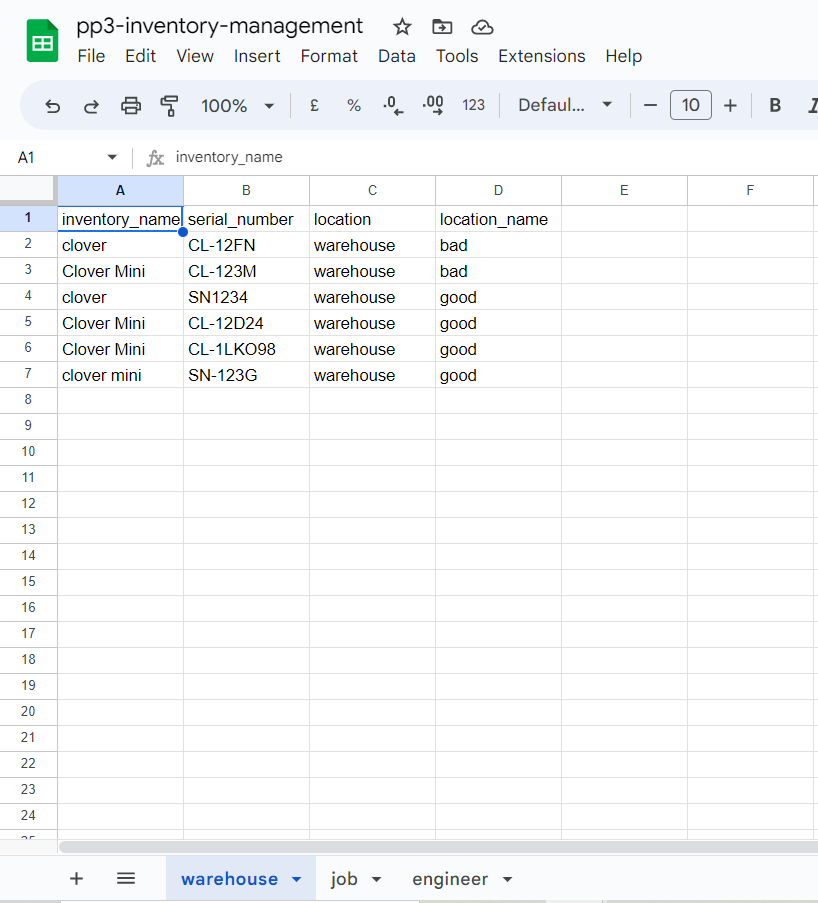 pp3-inventory-management
File Edit View Insert Format Data Tools Extensions Help
100% £ % .0 .00 123 Defaul... − 10 + B I
A1 fx inventory_name
A B C D E F
1 inventory_name serial_number location location_name
2 clover CL-12FN warehouse bad
3 Clover Mini CL-123M warehouse bad
4 clover SN1234 warehouse good
5 Clover Mini CL-12D24 warehouse good
6 Clover Mini CL-1LKO98 warehouse good
7 clover mini SN-123G warehouse good
8
9
10
11
12
13
14
15
16
17
18
19
20
21
22
23
24
25
+ warehouse job engineer